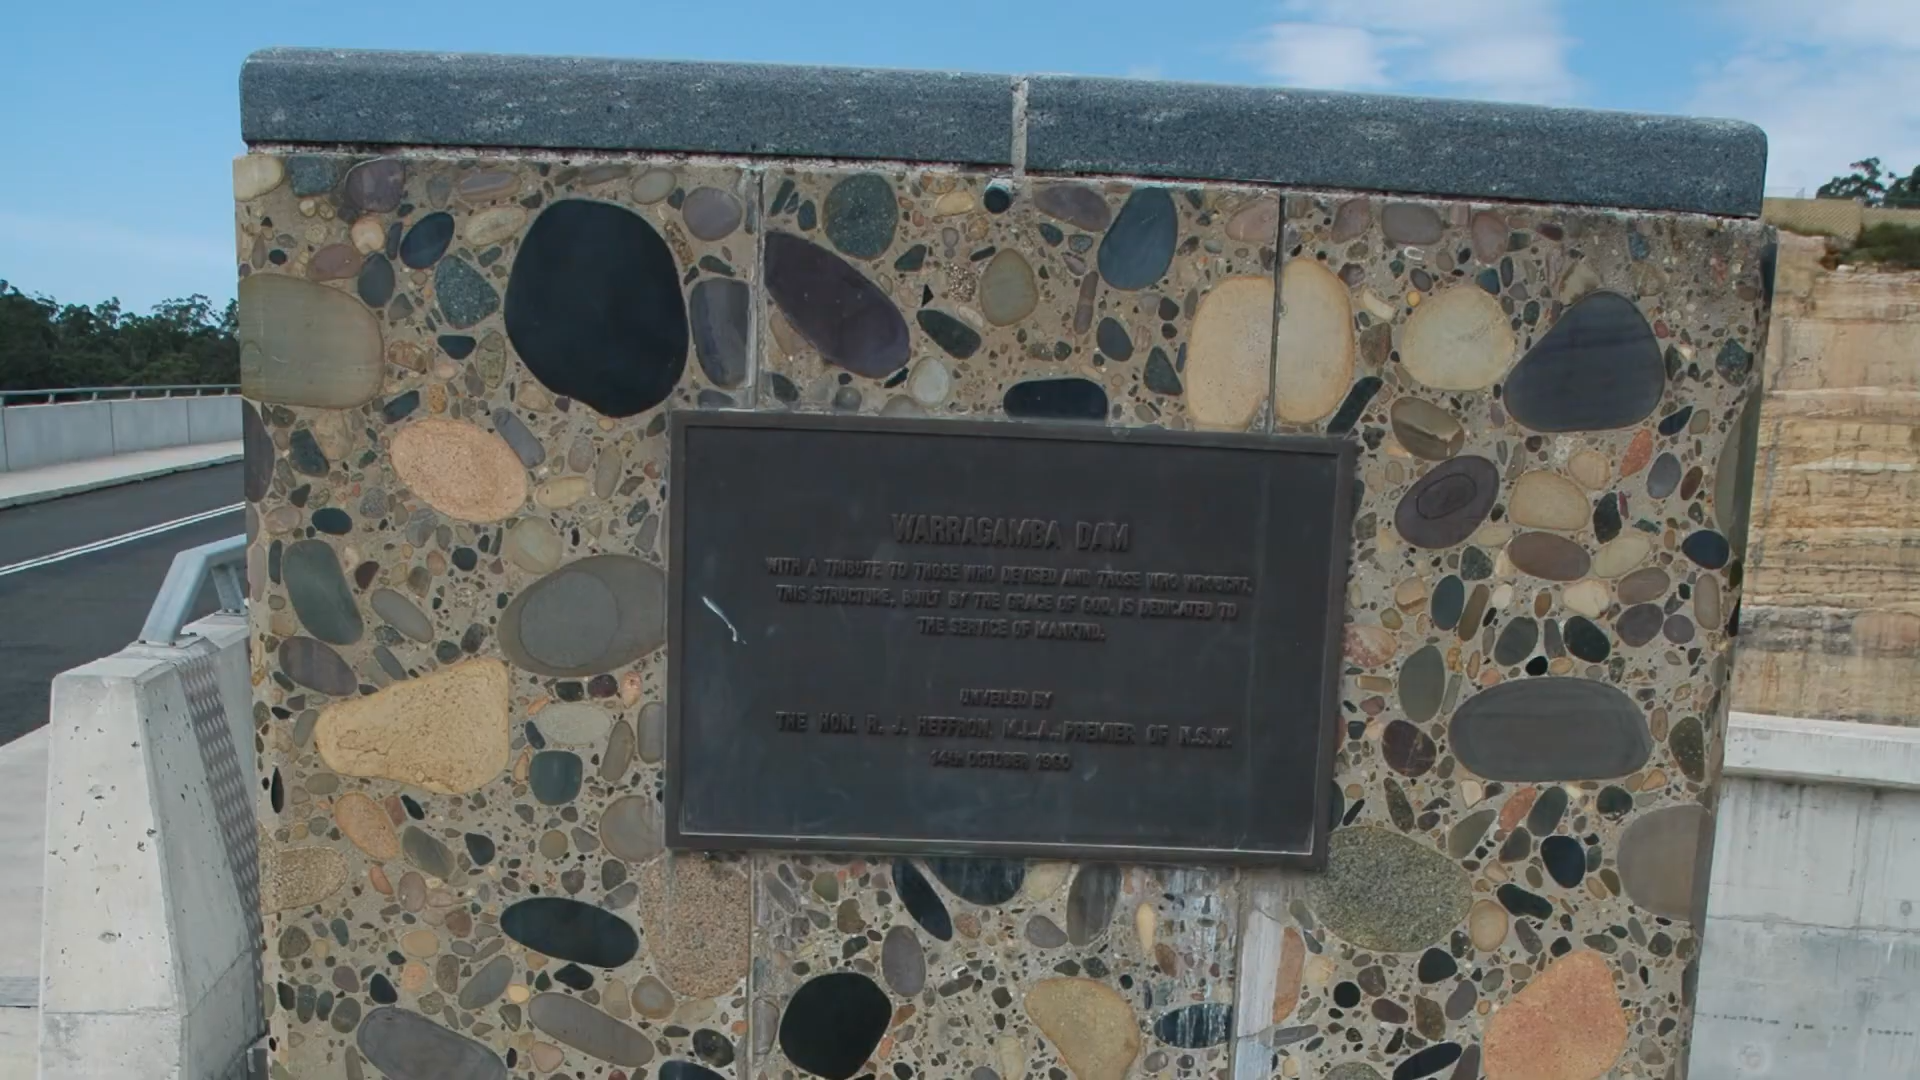 WARRAGAMBA DAM
WITH A TRIBUTE TO THOSE WHO DEVISED AND THOSE WHO WROUGHT,
THIS STRUCTURE, BUILT BY THE GRACE OF GOD, IS DEDICATED TO
THE SERVICE OF MANKIND.
UNVEILED BY
THE HON. R. J. HEFFRON, M.L.A., PREMIER OF N.S.W.
14TH OCTOBER 1960